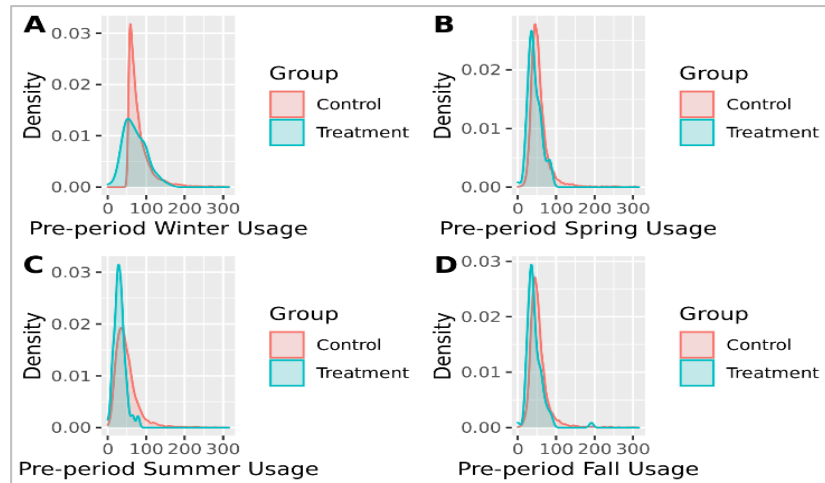 A
Density
0.03
0.02
0.01
0.00
0 100 200 300
Pre-period Winter Usage
Group
Control
Treatment
B
Density
0.02
0.01
0.00
0 100 200 300
Pre-period Spring Usage
Group
Control
Treatment
C
Density
0.03
0.02
0.01
0.00
0 100 200 300
Pre-period Summer Usage
Group
Control
Treatment
D
Density
0.03
0.02
0.01
0.00
0 100 200 300
Pre-period Fall Usage
Group
Control
Treatment